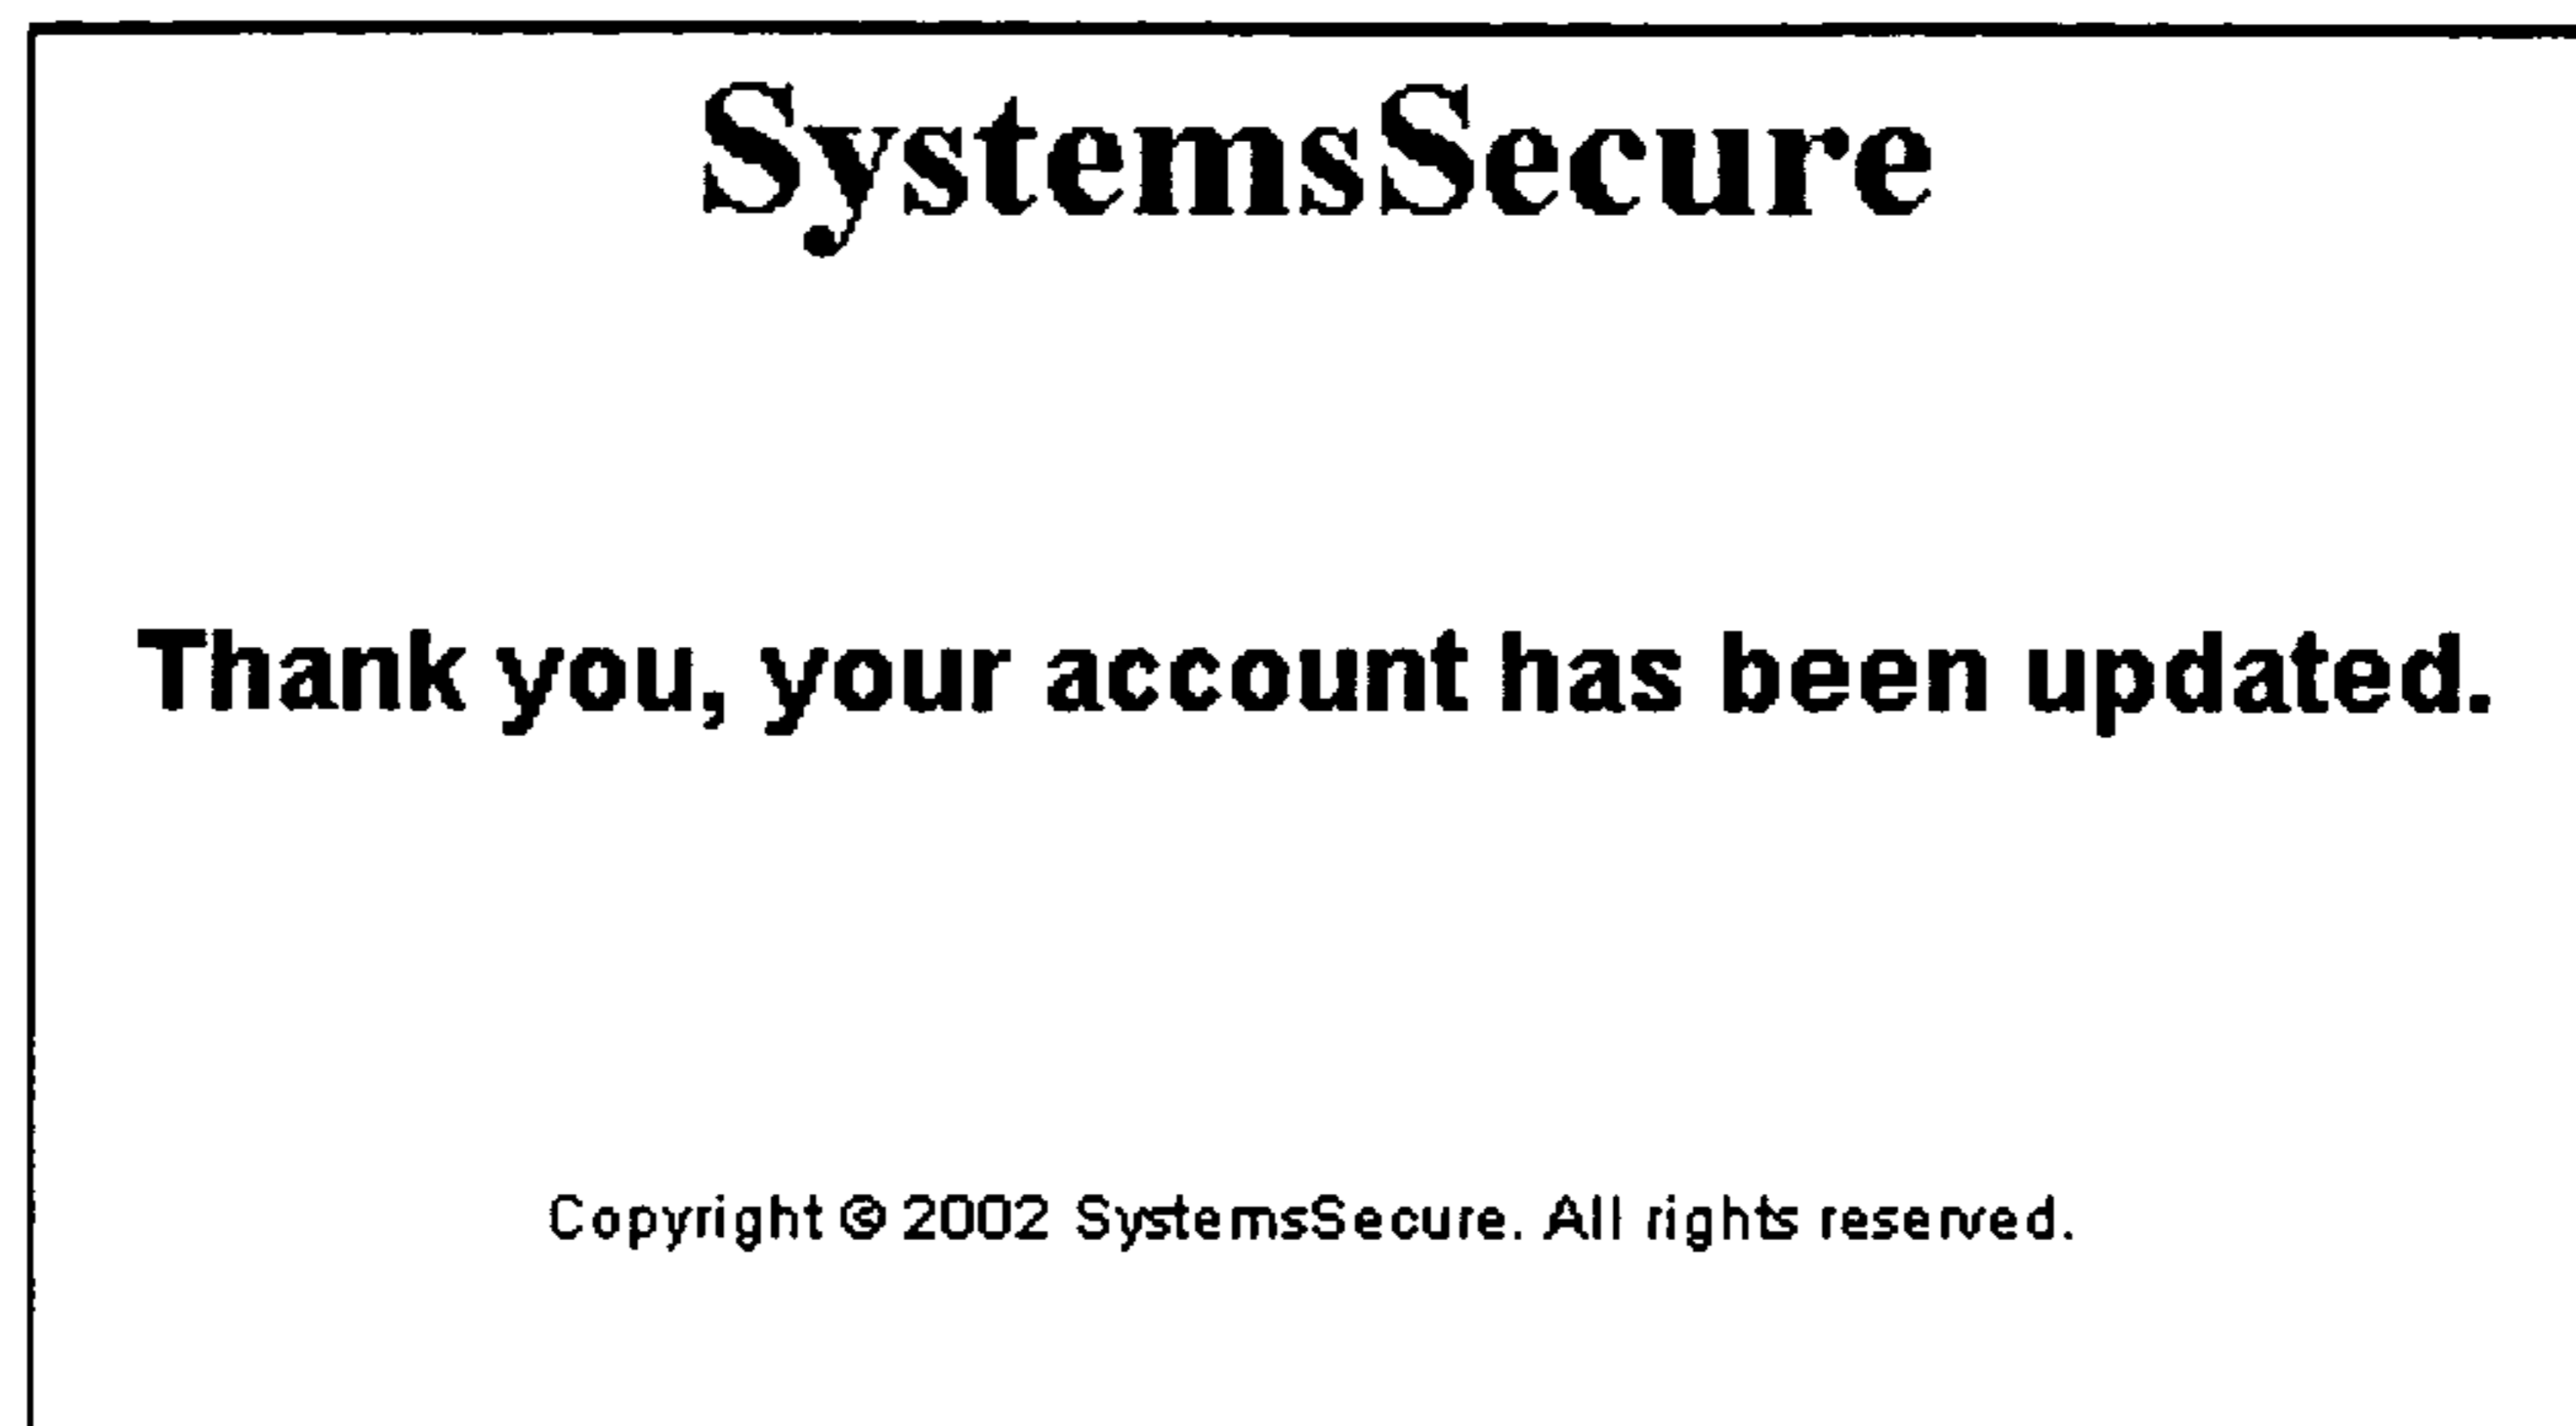 SystemsSecure
Thank you, your account has been updated.
Copyright © 2002 SystemsSecure. All rights reserved.